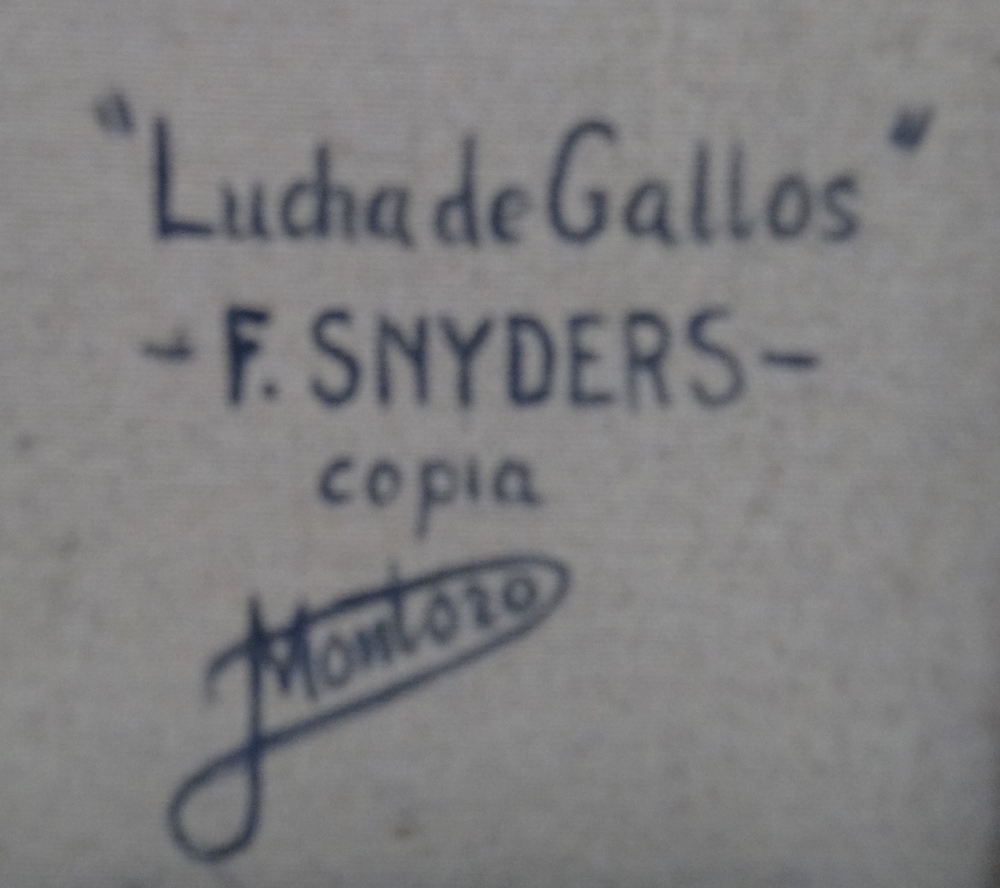 "Lucha de Gallos"
- F. SNYDERS -
copia
Montoro